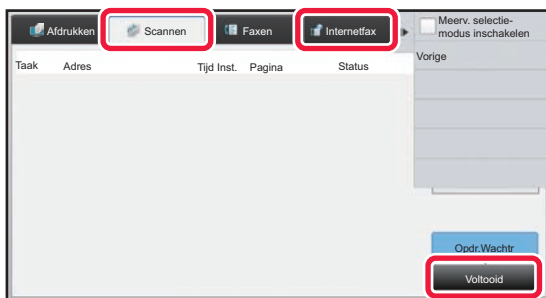 Afdrukken Scannen Faxen Internetfax
Meerv. selectie-
modus inschakelen
Vorige
Taak Adres Tijd Inst. Pagina Status
Opdr.Wachtr
Voltooid